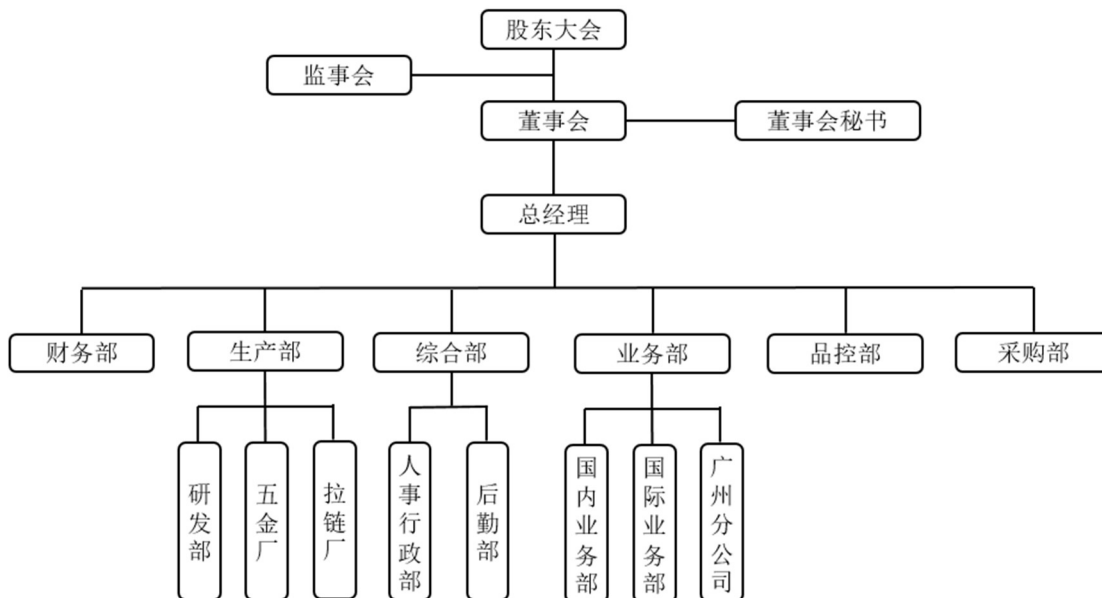 股东大会
监事会
董事会
董事会秘书
总经理
财务部
生产部
综合部
业务部
品控部
采购部
研发部
五金厂
拉链厂
人事行政部
后勤部
国内业务部
国际业务部
广州分公司